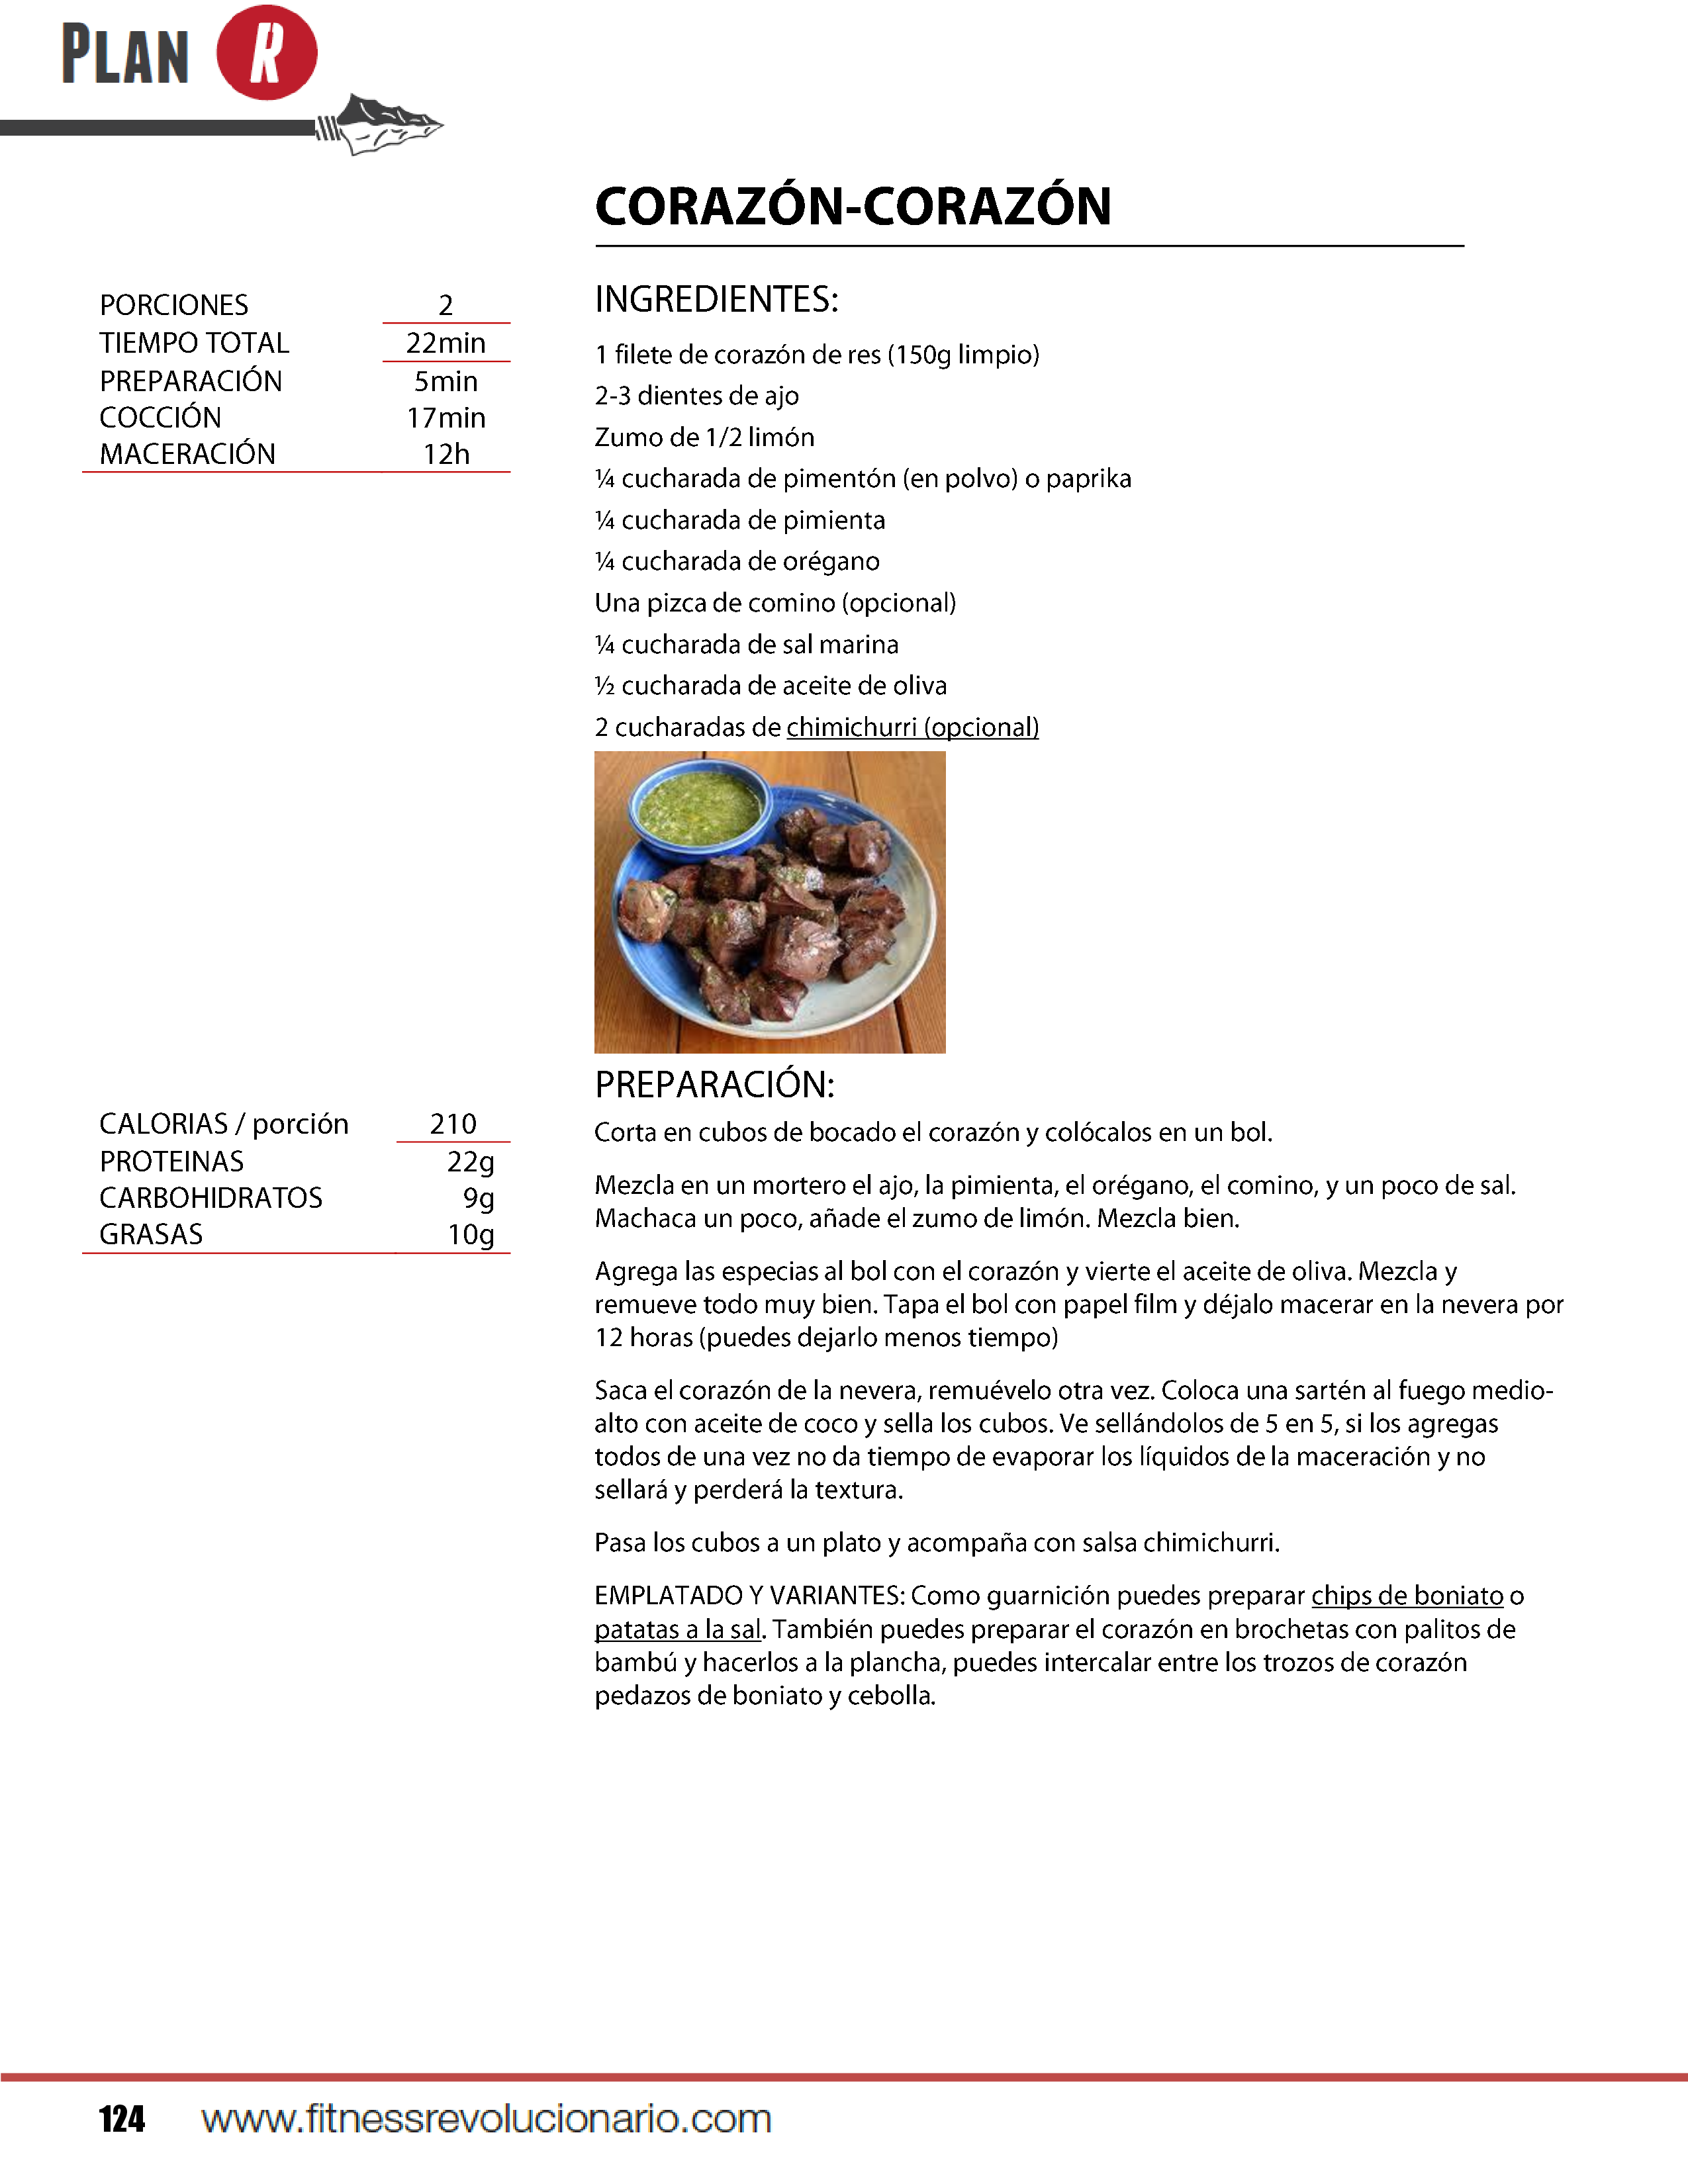 PLAN R
CORAZÓN-CORAZÓN
PORCIONES 2
TIEMPO TOTAL 22min
PREPARACIÓN 5min
COCCIÓN 17min
MACERACIÓN 12h
INGREDIENTES:
1 filete de corazón de res (150g limpio)
2-3 dientes de ajo
Zumo de 1/2 limón
¼ cucharada de pimentón (en polvo) o paprika
¼ cucharada de pimienta
¼ cucharada de orégano
Una pizca de comino (opcional)
¼ cucharada de sal marina
½ cucharada de aceite de oliva
2 cucharadas de chimichurri (opcional)
CALORIAS / porción 210
PROTEINAS 22g
CARBOHIDRATOS 9g
GRASAS 10g
PREPARACIÓN:
Corta en cubos de bocado el corazón y colócalos en un bol.
Mezcla en un mortero el ajo, la pimienta, el orégano, el comino, y un poco de sal.
Machaca un poco, añade el zumo de limón. Mezcla bien.
Agrega las especias al bol con el corazón y vierte el aceite de oliva. Mezcla y
remueve todo muy bien. Tapa el bol con papel film y déjalo macerar en la nevera por
12 horas (puedes dejarlo menos tiempo)
Saca el corazón de la nevera, remuévelo otra vez. Coloca una sartén al fuego medio-
alto con aceite de coco y sella los cubos. Ve sellándolos de 5 en 5, si los agregas
todos de una vez no da tiempo de evaporar los líquidos de la maceración y no
sellará y perderá la textura.
Pasa los cubos a un plato y acompaña con salsa chimichurri.
EMPLATADO Y VARIANTES: Como guarnición puedes preparar chips de boniato o
patatas a la sal. También puedes preparar el corazón en brochetas con palitos de
bambú y hacerlos a la plancha, puedes intercalar entre los trozos de corazón
pedazos de boniato y cebolla.
124 www.fitnessrevolucionario.com